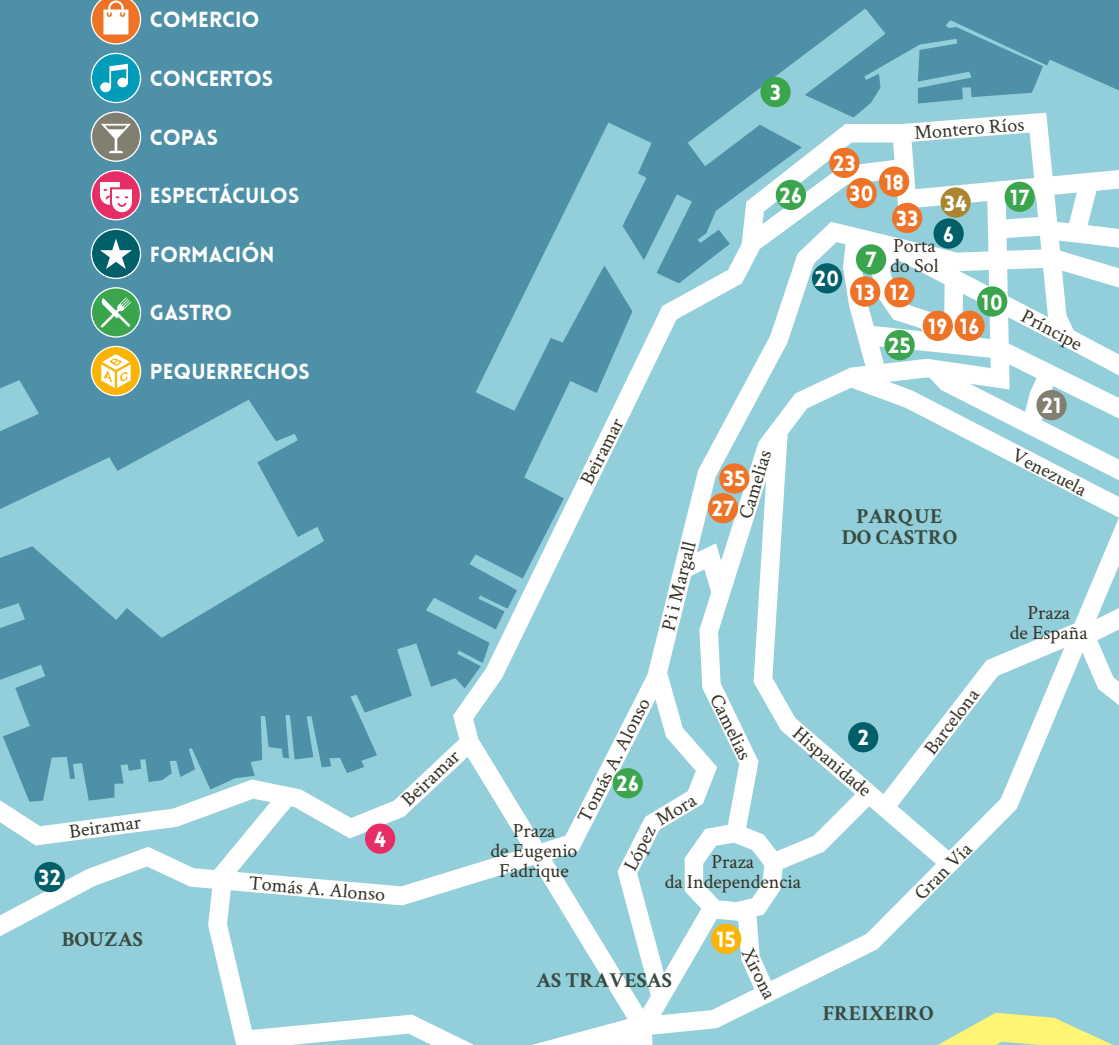 COMERCIO
CONCERTOS
COPAS
ESPECTÁCULOS
FORMACIÓN
GASTRO
B
A C
PEQUERRECHOS
3
Montero Ríos
23
18
30
26
17
34
33
6
Porta
do Sol
7
20
13
12
10
19
16
Príncipe
25
21
Beiramar
Venezuela
35
27
Camelias
PARQUE
DO CASTRO
Pi i Margall
Praza
de España
Camelias
Tomás A. Alonso
Hispanidade
2
Barcelona
26
Beiramar
López Mora
Beiramar
4
Praza
de Eugenio
Fadrique
Praza
da Independencia
Gran Vía
32
Tomás A. Alonso
BOUZAS
15
Xirona
AS TRAVESAS
FREIXEIRO